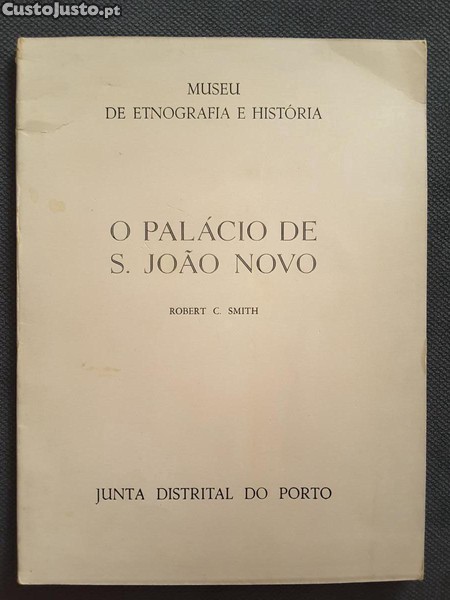 CustoJusto.pt
MUSEU
DE ETNOGRAFIA E HISTÓRIA
O PALÁCIO DE
S. JOÃO NOVO
ROBERT C. SMITH
JUNTA DISTRITAL DO PORTO